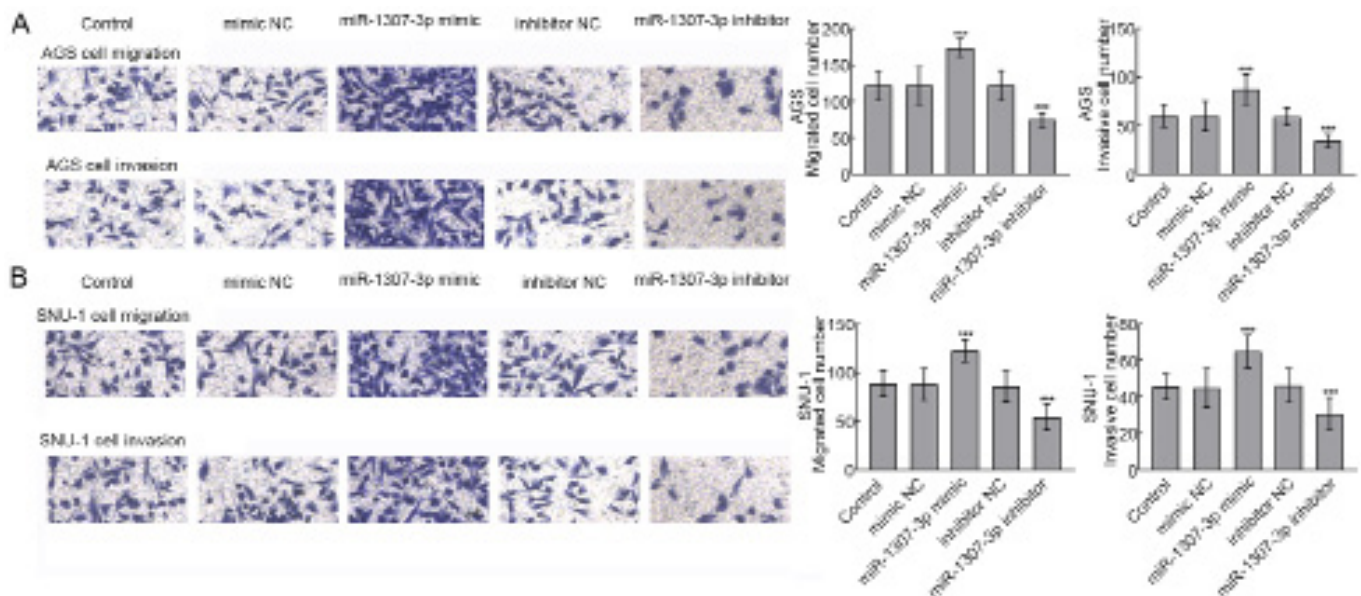 A
Control mimic NC miR-1307-3p mimic inhibitor NC miR-1307-3p inhibitor
AGS cell migration
AGS cell invasion
AGS
Migrated cell number
200
150
100
50
0
***
***
Control
mimic NC
miR-1307-3p mimic
inhibitor NC
miR-1307-3p inhibitor
AGS
Invasive cell number
150
100
50
0
***
***
Control
mimic NC
miR-1307-3p mimic
inhibitor NC
miR-1307-3p inhibitor
B
Control mimic NC miR-1307-3p mimic inhibitor NC miR-1307-3p inhibitor
SNU-1 cell migration
SNU-1 cell invasion
SNU-1
Migrated cell number
150
100
50
0
***
***
Control
mimic NC
miR-1307-3p mimic
inhibitor NC
miR-1307-3p inhibitor
SNU-1
Invasive cell number
80
60
40
20
0
***
***
Control
mimic NC
miR-1307-3p mimic
inhibitor NC
miR-1307-3p inhibitor